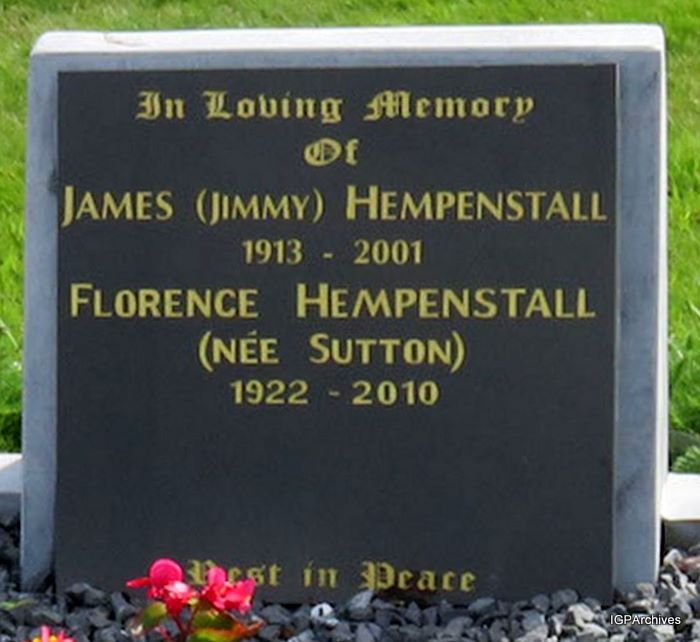 In Loving Memory
Of
JAMES (JIMMY) HEMPENSTALL
1913 - 2001
FLORENCE HEMPENSTALL
(NÉE SUTTON)
1922 - 2010
Rest in Peace
IGPArchives